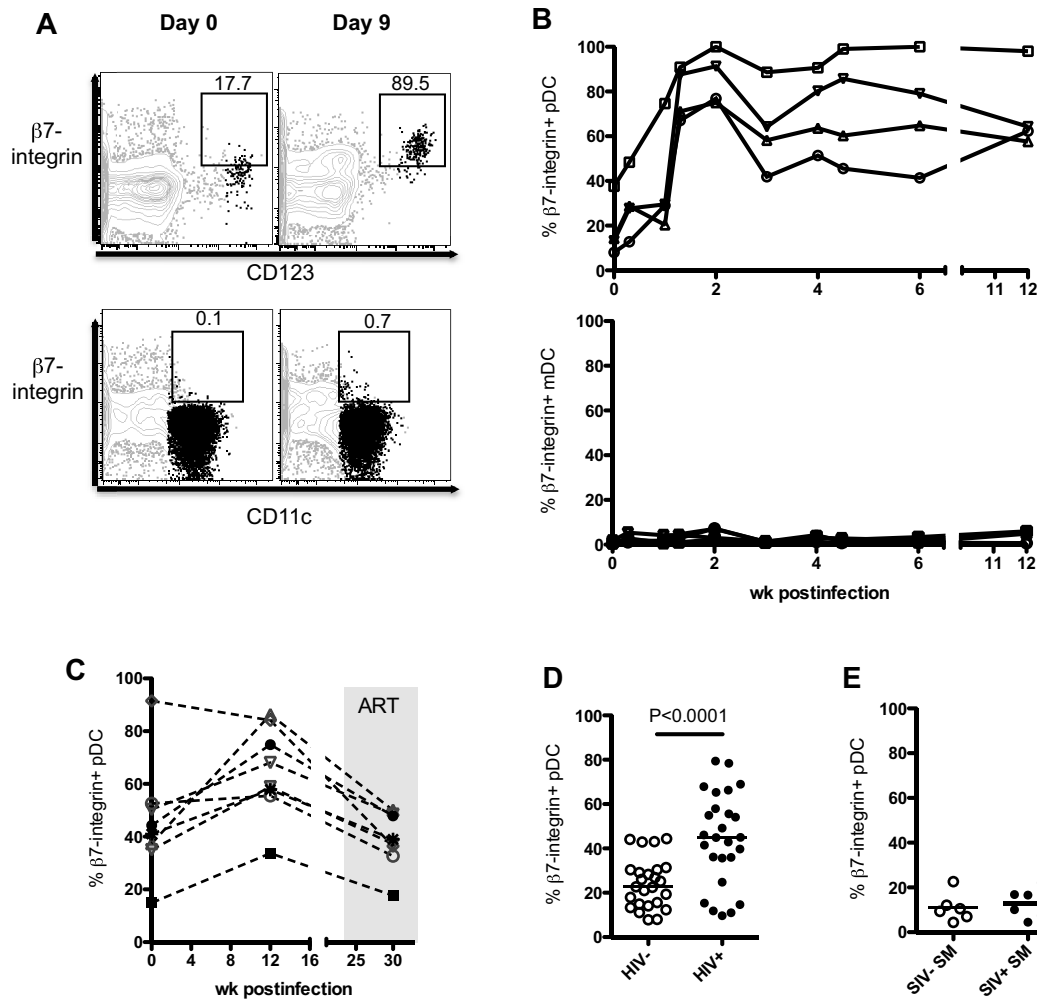 A
Day 0
Day 9
17.7
89.5
β7-
integrin
CD123
0.1
0.7
β7-
integrin
CD11c
B
% β7-integrin+ pDC
100
80
60
40
20
0
0 2 4 6 11 12
% β7-integrin+ mDC
100
80
60
40
20
0
0 2 4 6 11 12
wk postinfection
C
% β7-integrin+ pDC
100
80
60
40
20
0
ART
0 4 8 12 16 25 30
wk postinfection
D
% β7-integrin+ pDC
100
80
60
40
20
0
P<0.0001
HIV-
HIV+
E
% β7-integrin+ pDC
100
80
60
40
20
0
SIV- SM
SIV+ SM